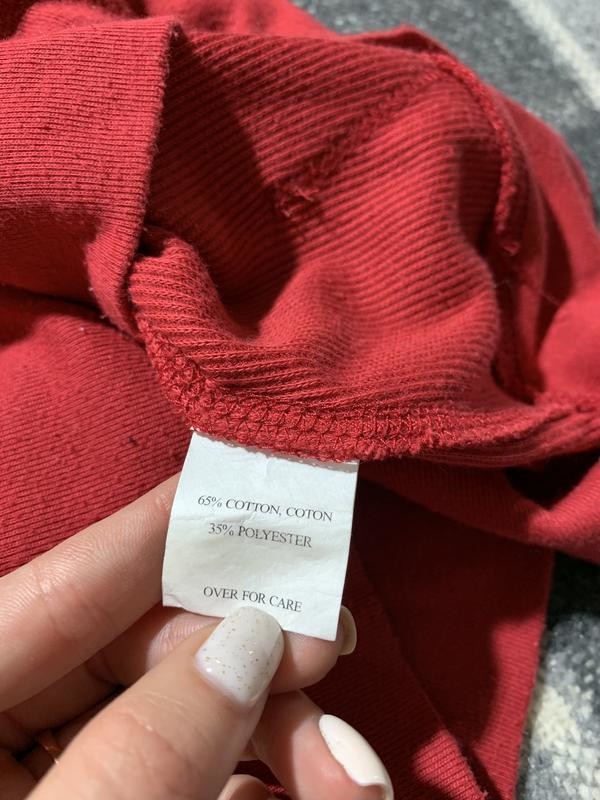 65% COTTON, COTON
35% POLYESTER
OVER FOR CARE